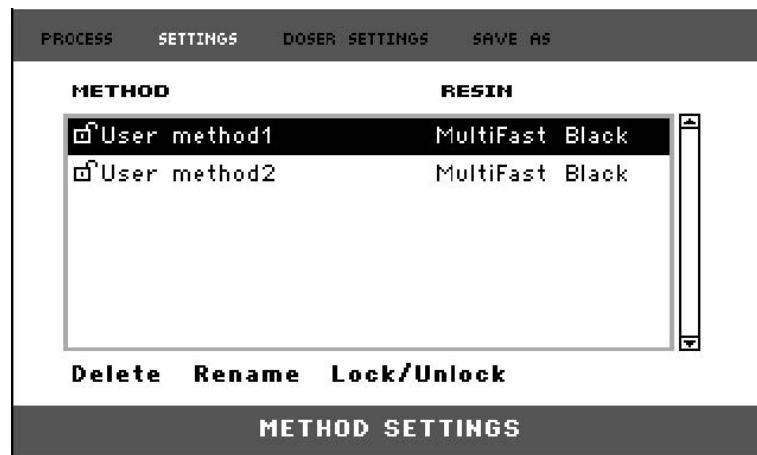 PROCESS SETTINGS DOSER SETTINGS SAVE AS
METHOD RESIN
User method1 MultiFast Black
User method2 MultiFast Black
Delete Rename Lock/Unlock
METHOD SETTINGS